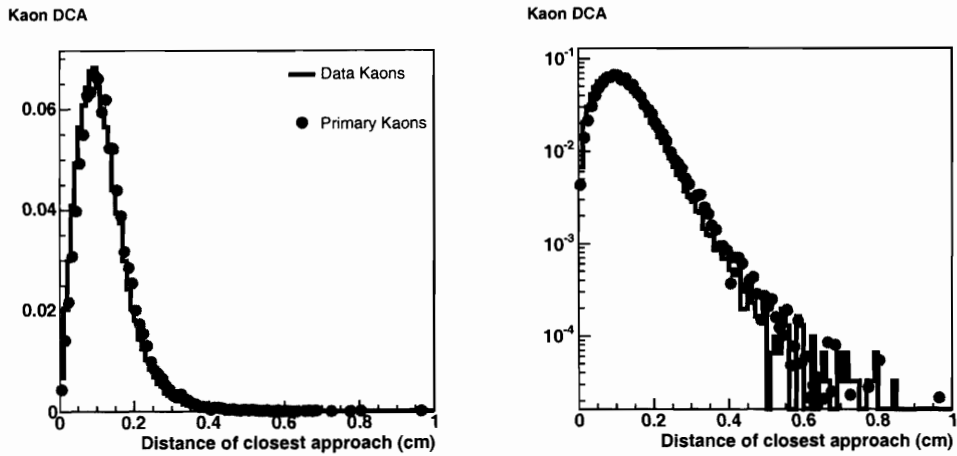 Kaon DCA
Data Kaons
Primary Kaons
0.06
0.04
0.02
0
0 0.2 0.4 0.6 0.8 1
Distance of closest approach (cm)
Kaon DCA
10-1
10-2
10-3
10-4
0 0.2 0.4 0.6 0.8 1
Distance of closest approach (cm)